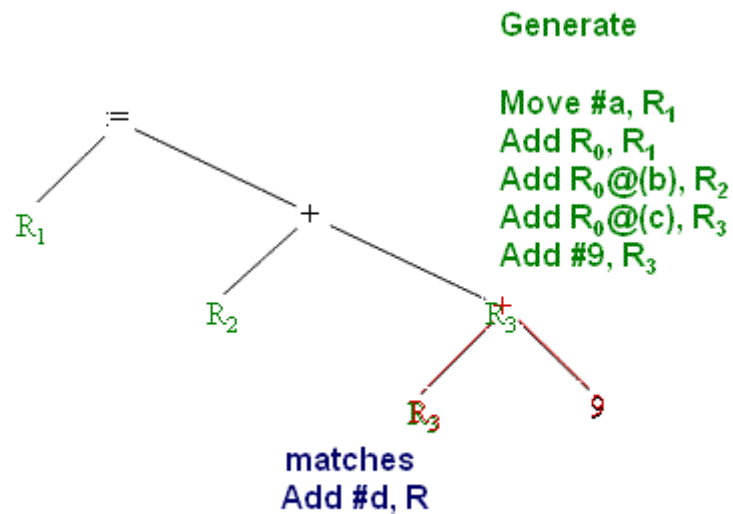 Generate
Move #a, R₁
Add R₀, R₁
Add R₀@(b), R₂
Add R₀@(c), R₃
Add #9, R₃
:=
R₁
+
R₂
+
R₃
R₃
9
matches
Add #d, R